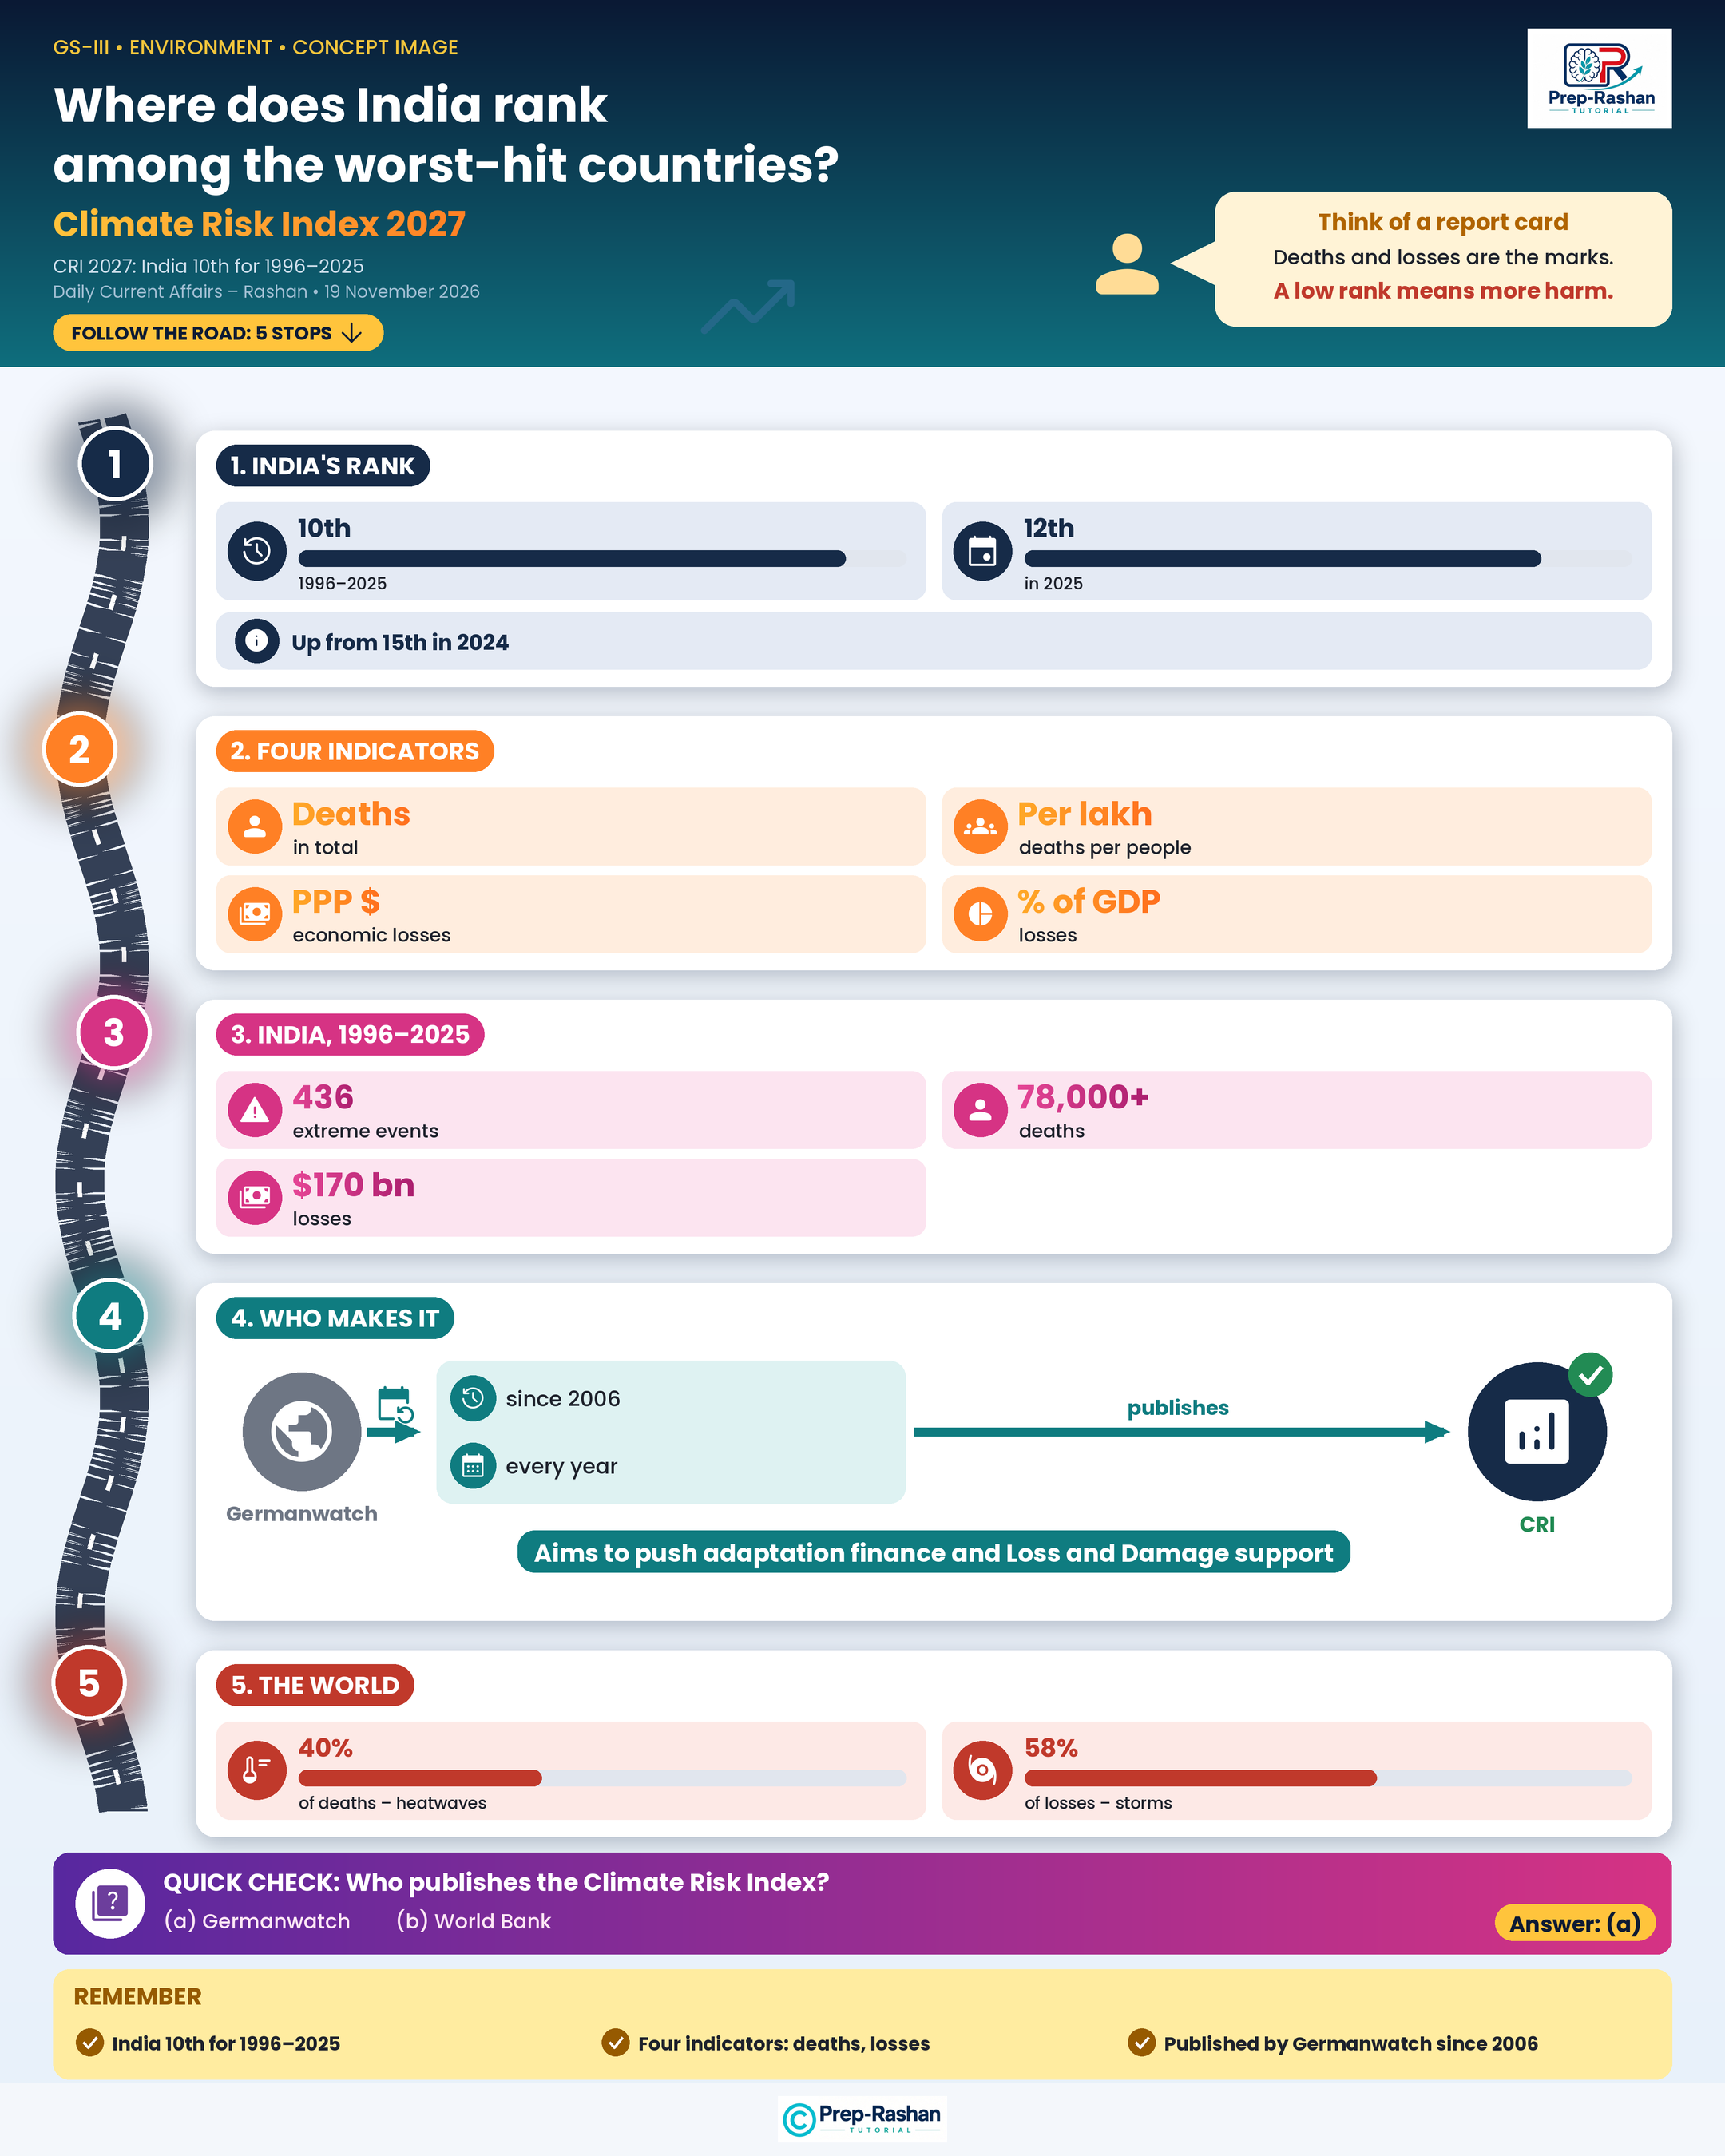 GS-III • ENVIRONMENT • CONCEPT IMAGE
Where does India rank
among the worst-hit countries?
Climate Risk Index 2027
CRI 2027: India 10th for 1996–2025
Daily Current Affairs – Rashan • 19 November 2026
FOLLOW THE ROAD: 5 STOPS
Prep-Rashan
TUTORIAL
Think of a report card
Deaths and losses are the marks.
A low rank means more harm.
1
1. INDIA'S RANK
10th
1996–2025
12th
in 2025
Up from 15th in 2024
2
2. FOUR INDICATORS
Deaths
in total
Per lakh
deaths per people
PPP $
economic losses
% of GDP
losses
3
3. INDIA, 1996–2025
436
extreme events
78,000+
deaths
$170 bn
losses
4
4. WHO MAKES IT
Germanwatch
since 2006
every year
publishes
CRI
Aims to push adaptation finance and Loss and Damage support
5
5. THE WORLD
40%
of deaths – heatwaves
58%
of losses – storms
QUICK CHECK: Who publishes the Climate Risk Index?
(a) Germanwatch (b) World Bank
Answer: (a)
REMEMBER
India 10th for 1996–2025
Four indicators: deaths, losses
Published by Germanwatch since 2006
© Prep-Rashan
TUTORIAL